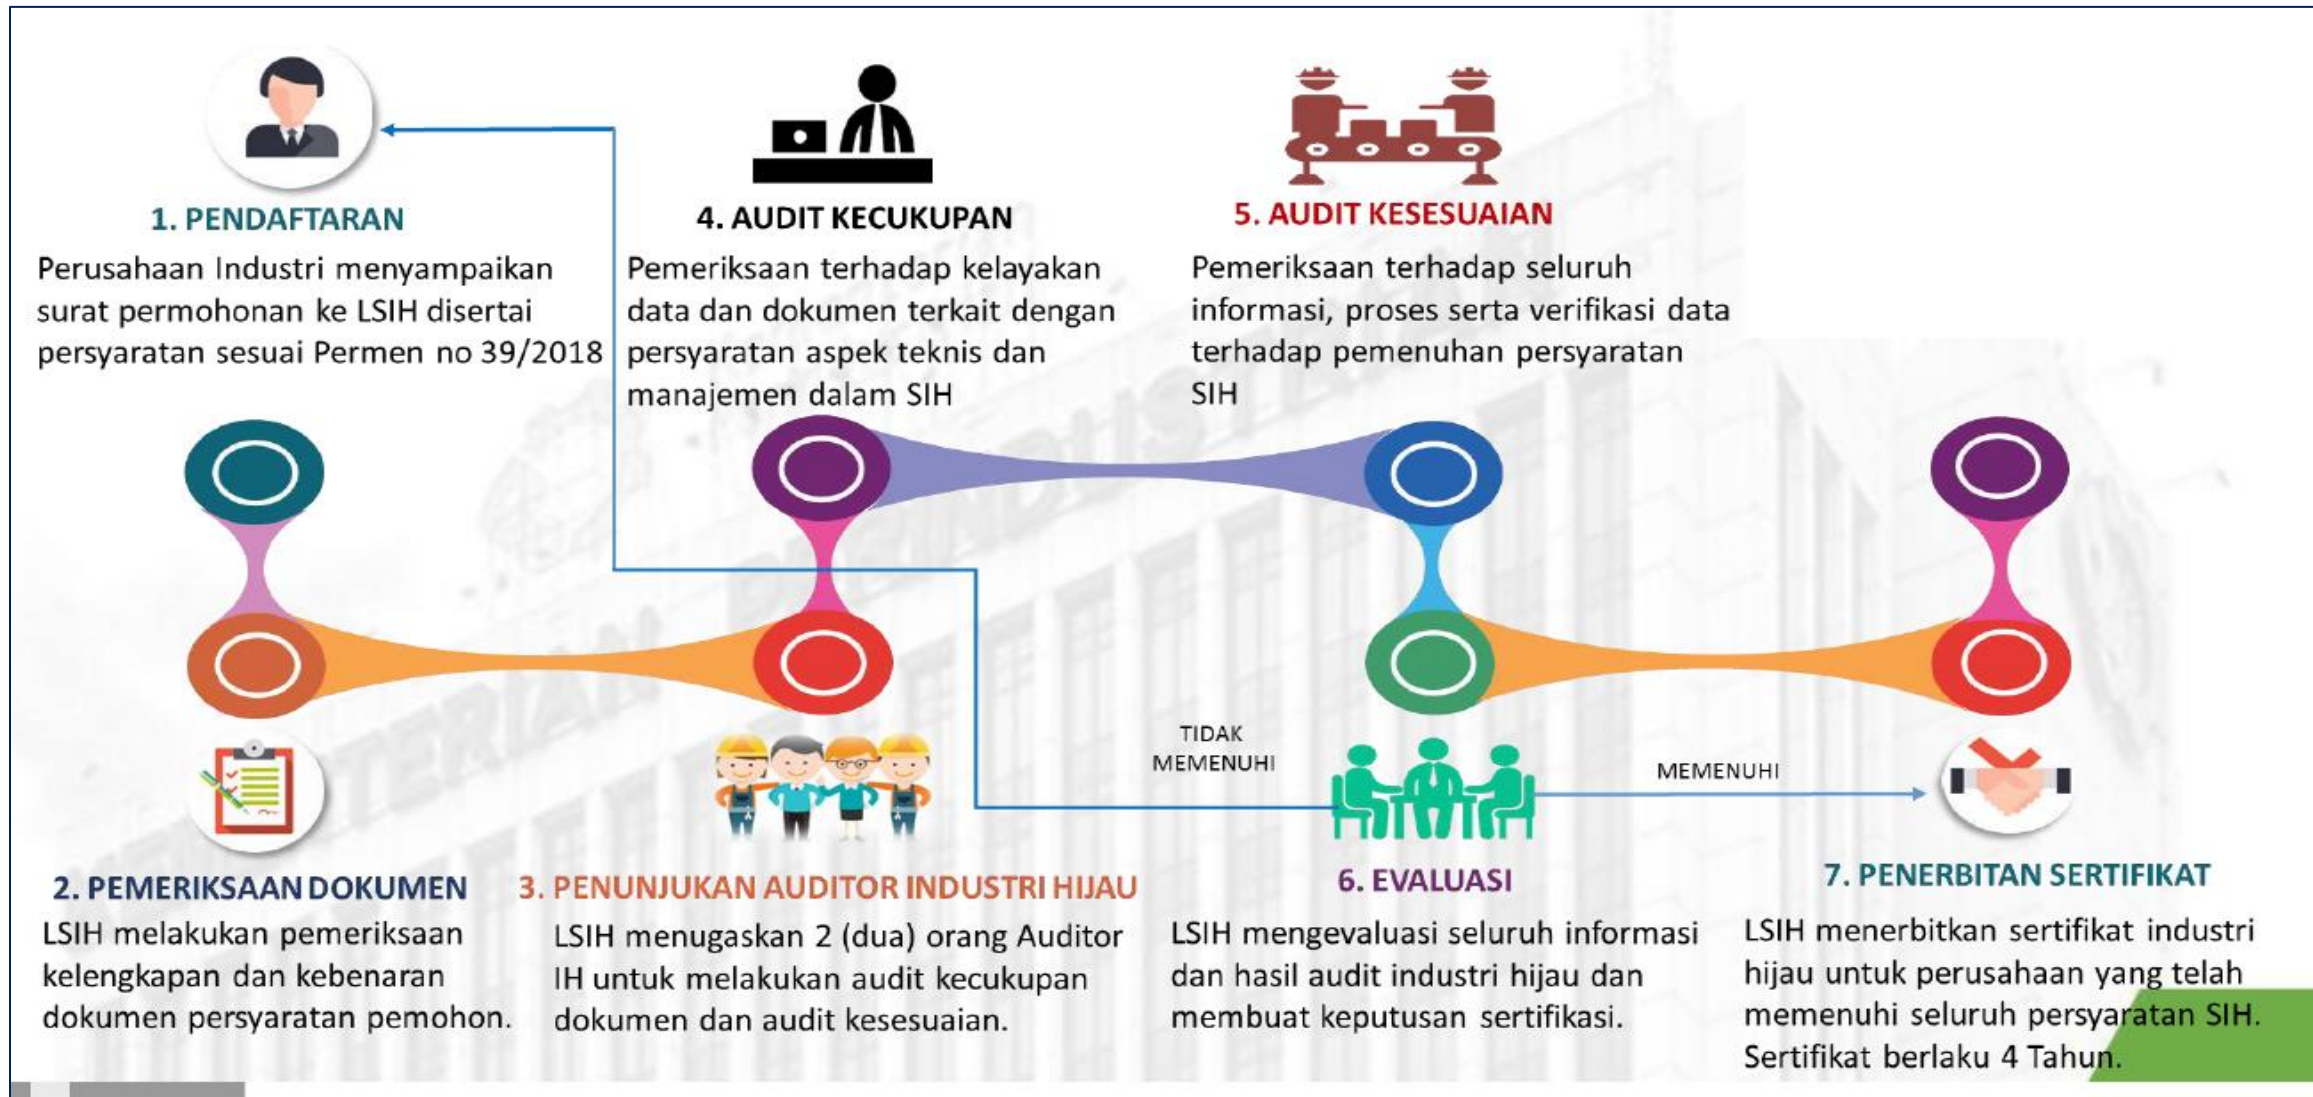 1. PENDAFTARAN
Perusahaan Industri menyampaikan
surat permohonan ke LSIH disertai
persyaratan sesuai Permen no 39/2018
2. PEMERIKSAAN DOKUMEN
LSIH melakukan pemeriksaan
kelengkapan dan kebenaran
dokumen persyaratan pemohon.
3. PENUNJUKAN AUDITOR INDUSTRI HIJAU
LSIH menugaskan 2 (dua) orang Auditor
IH untuk melakukan audit kecukupan
dokumen dan audit kesesuaian.
4. AUDIT KECUKUPAN
Pemeriksaan terhadap kelayakan
data dan dokumen terkait dengan
persyaratan aspek teknis dan
manajemen dalam SIH
5. AUDIT KESESUAIAN
Pemeriksaan terhadap seluruh
informasi, proses serta verifikasi data
terhadap pemenuhan persyaratan
SIH
TIDAK
MEMENUHI
MEMENUHI
6. EVALUASI
LSIH mengevaluasi seluruh informasi
dan hasil audit industri hijau dan
membuat keputusan sertifikasi.
7. PENERBITAN SERTIFIKAT
LSIH menerbitkan sertifikat industri
hijau untuk perusahaan yang telah
memenuhi seluruh persyaratan SIH.
Sertifikat berlaku 4 Tahun.
KEMENTERIAN PERINDUSTRIAN